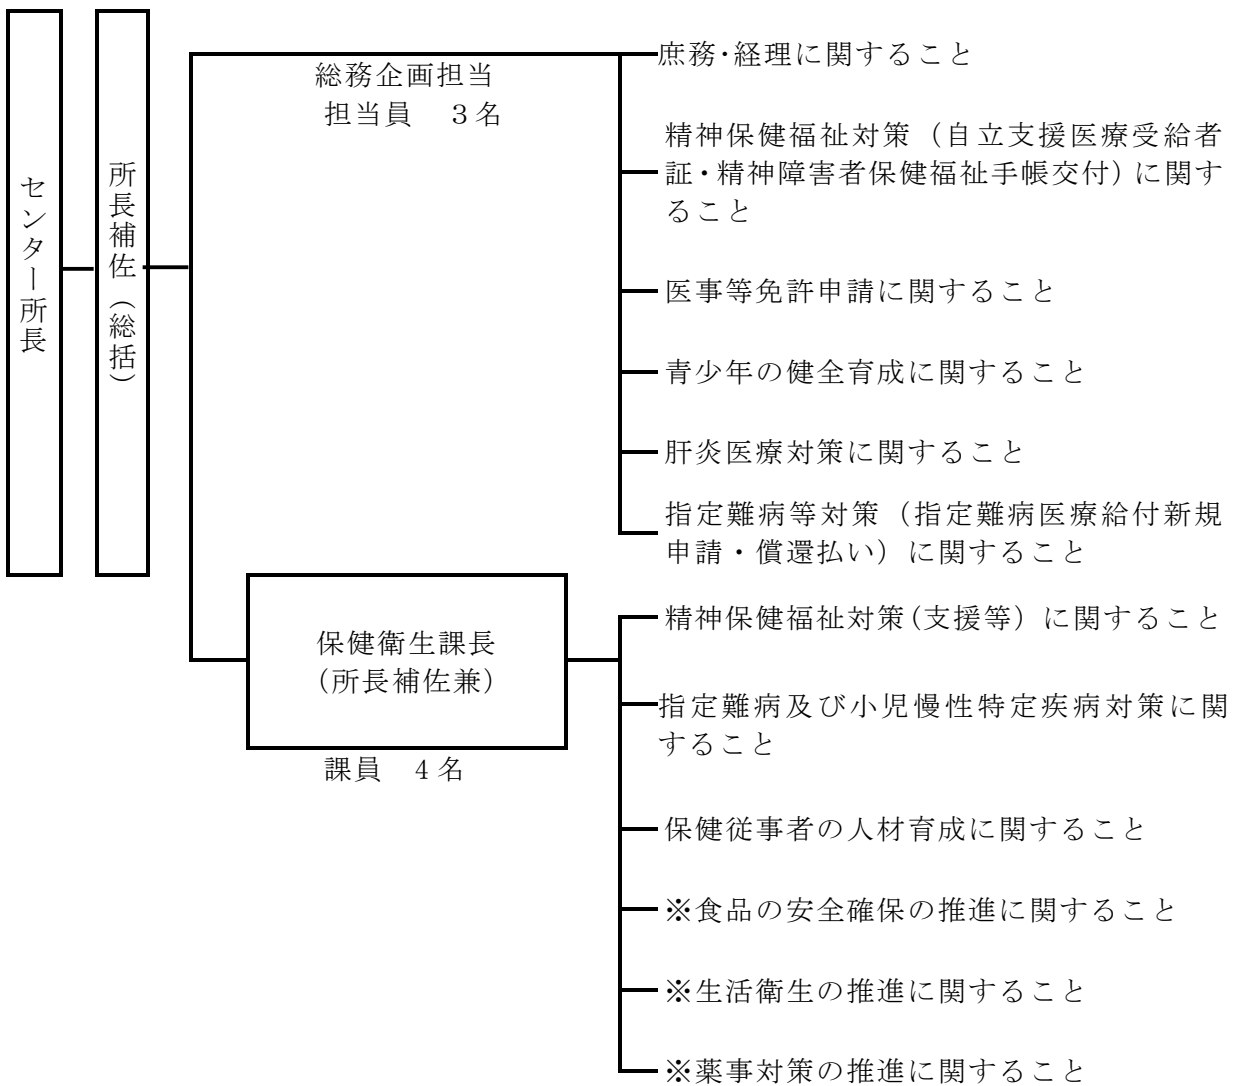 センター所長
所長補佐（総括）
総務企画担当
担当員　３名
庶務・経理に関すること
精神保健福祉対策（自立支援医療受給者
証・精神障害者保健福祉手帳交付）に関す
ること
医事等免許申請に関すること
青少年の健全育成に関すること
肝炎医療対策に関すること
指定難病等対策（指定難病医療給付新規
申請・償還払い）に関すること
保健衛生課長
（所長補佐兼）
課員　４名
精神保健福祉対策（支援等）に関すること
指定難病及び小児慢性特定疾病対策に関
すること
保健従事者の人材育成に関すること
※食品の安全確保の推進に関すること
※生活衛生の推進に関すること
※薬事対策の推進に関すること